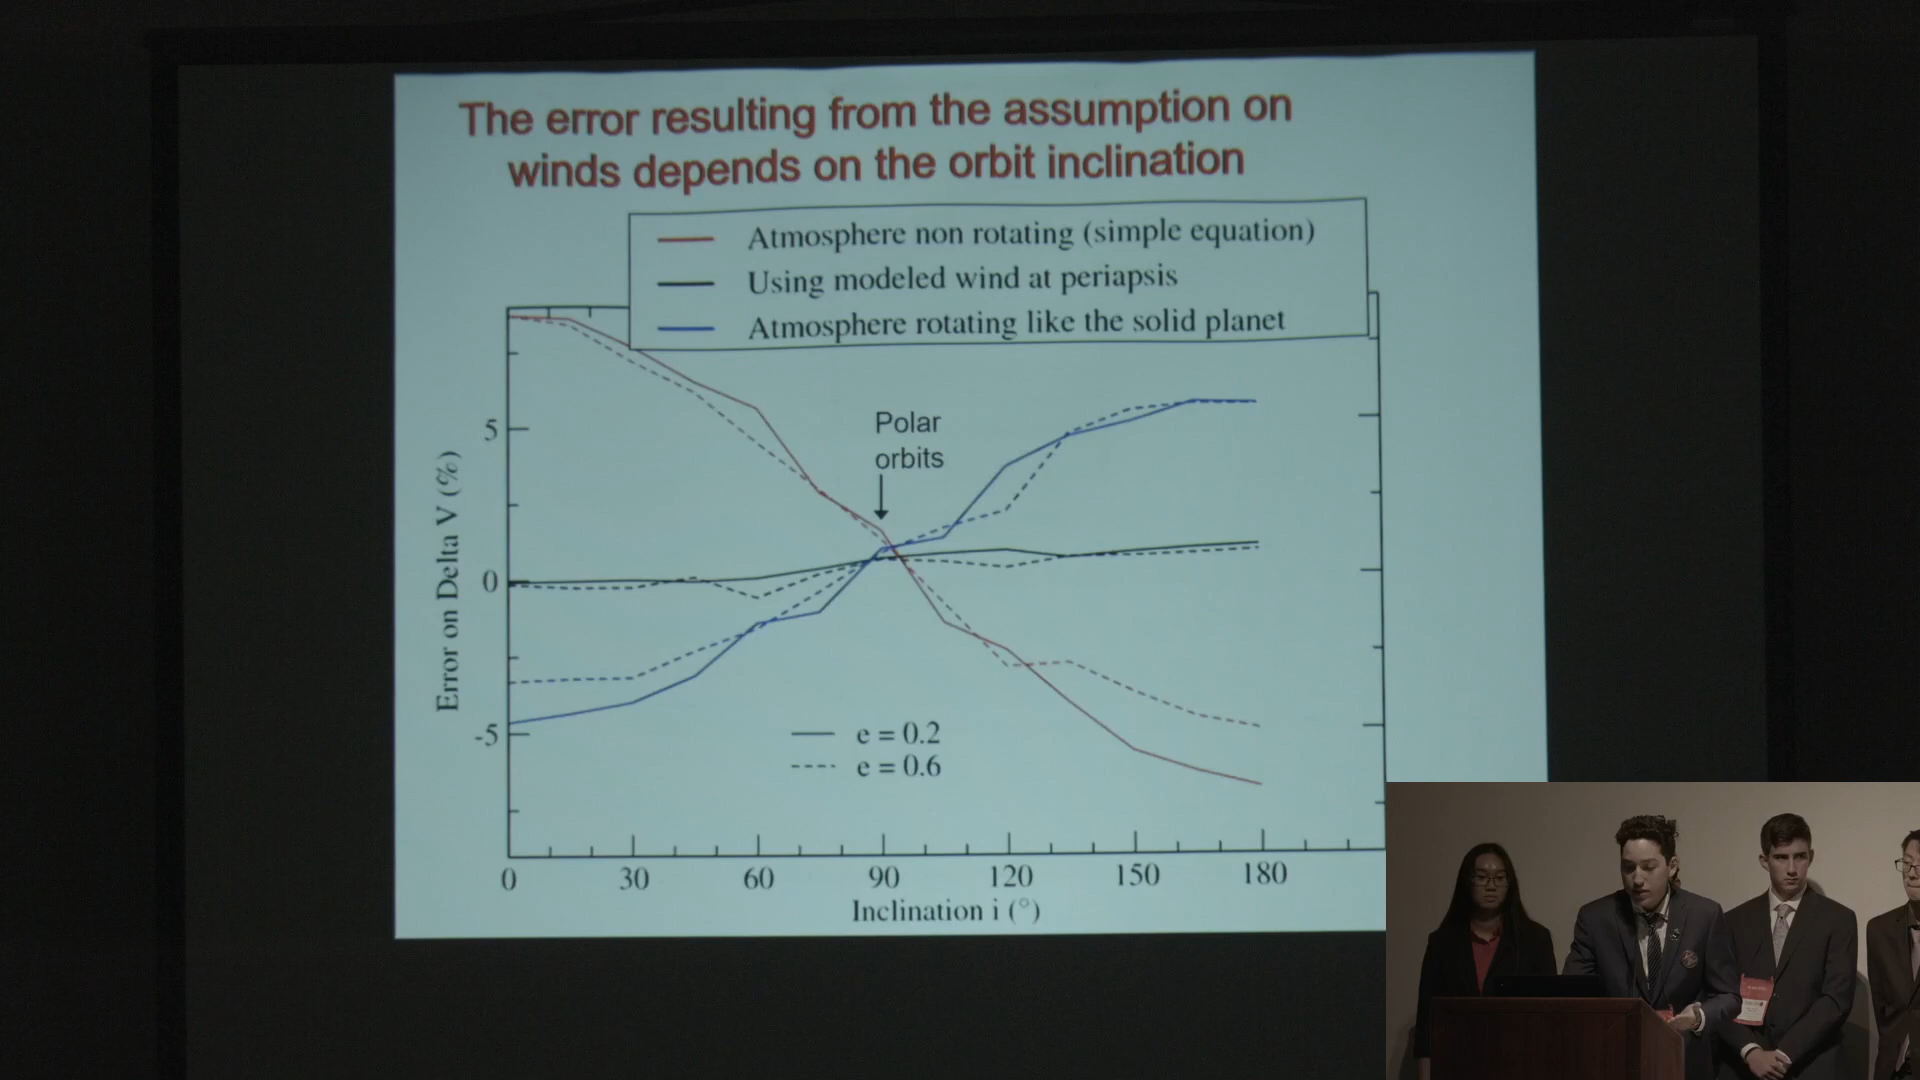 The error resulting from the assumption on
winds depends on the orbit inclination
Atmosphere non rotating (simple equation)
Using modeled wind at periapsis
Atmosphere rotating like the solid planet
Polar
orbits
5
0
-5
Error on Delta V (%)
e = 0.2
e = 0.6
0 30 60 90 120 150 180
Inclination i (°)